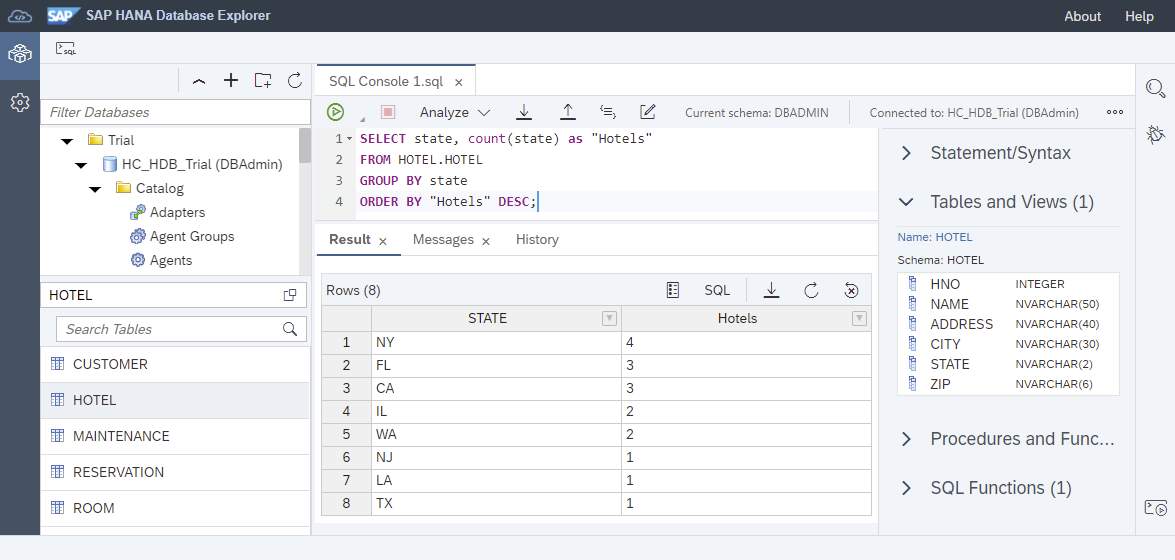 SAP SAP HANA Database Explorer About Help
SQL
SQL Console 1.sql
Filter Databases
Trial
HC_HDB_Trial (DBAdmin)
Catalog
Adapters
Agent Groups
Agents
HOTEL
Search Tables
CUSTOMER
HOTEL
MAINTENANCE
RESERVATION
ROOM
Analyze Current schema: DBADMIN Connected to: HC_HDB_Trial (DBAdmin)
1 SELECT state, count(state) as "Hotels"
2 FROM HOTEL.HOTEL
3 GROUP BY state
4 ORDER BY "Hotels" DESC;
Result Messages History
Rows (8) SQL
STATE Hotels
1 NY 4
2 FL 3
3 CA 3
4 IL 2
5 WA 2
6 NJ 1
7 LA 1
8 TX 1
Statement/Syntax
Tables and Views (1)
Name: HOTEL
Schema: HOTEL
HNO INTEGER
NAME NVARCHAR(50)
ADDRESS NVARCHAR(40)
CITY NVARCHAR(30)
STATE NVARCHAR(2)
ZIP NVARCHAR(6)
Procedures and Func...
SQL Functions (1)